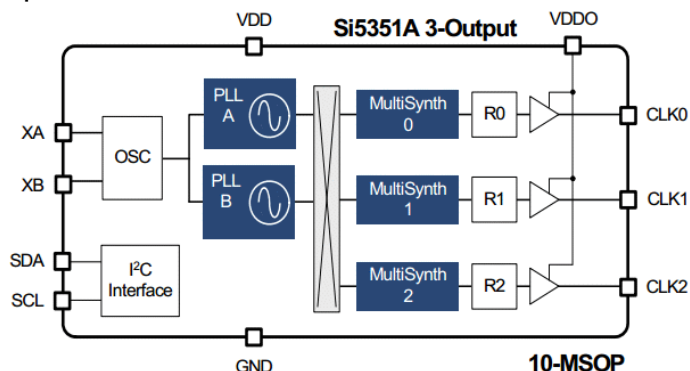 VDD
Si5351A 3-Output
VDDO
XA
XB
OSC
PLL
A
PLL
B
MultiSynth
0
R0
CLK0
MultiSynth
1
R1
CLK1
SDA
SCL
I²C
Interface
MultiSynth
2
R2
CLK2
GND
10-MSOP